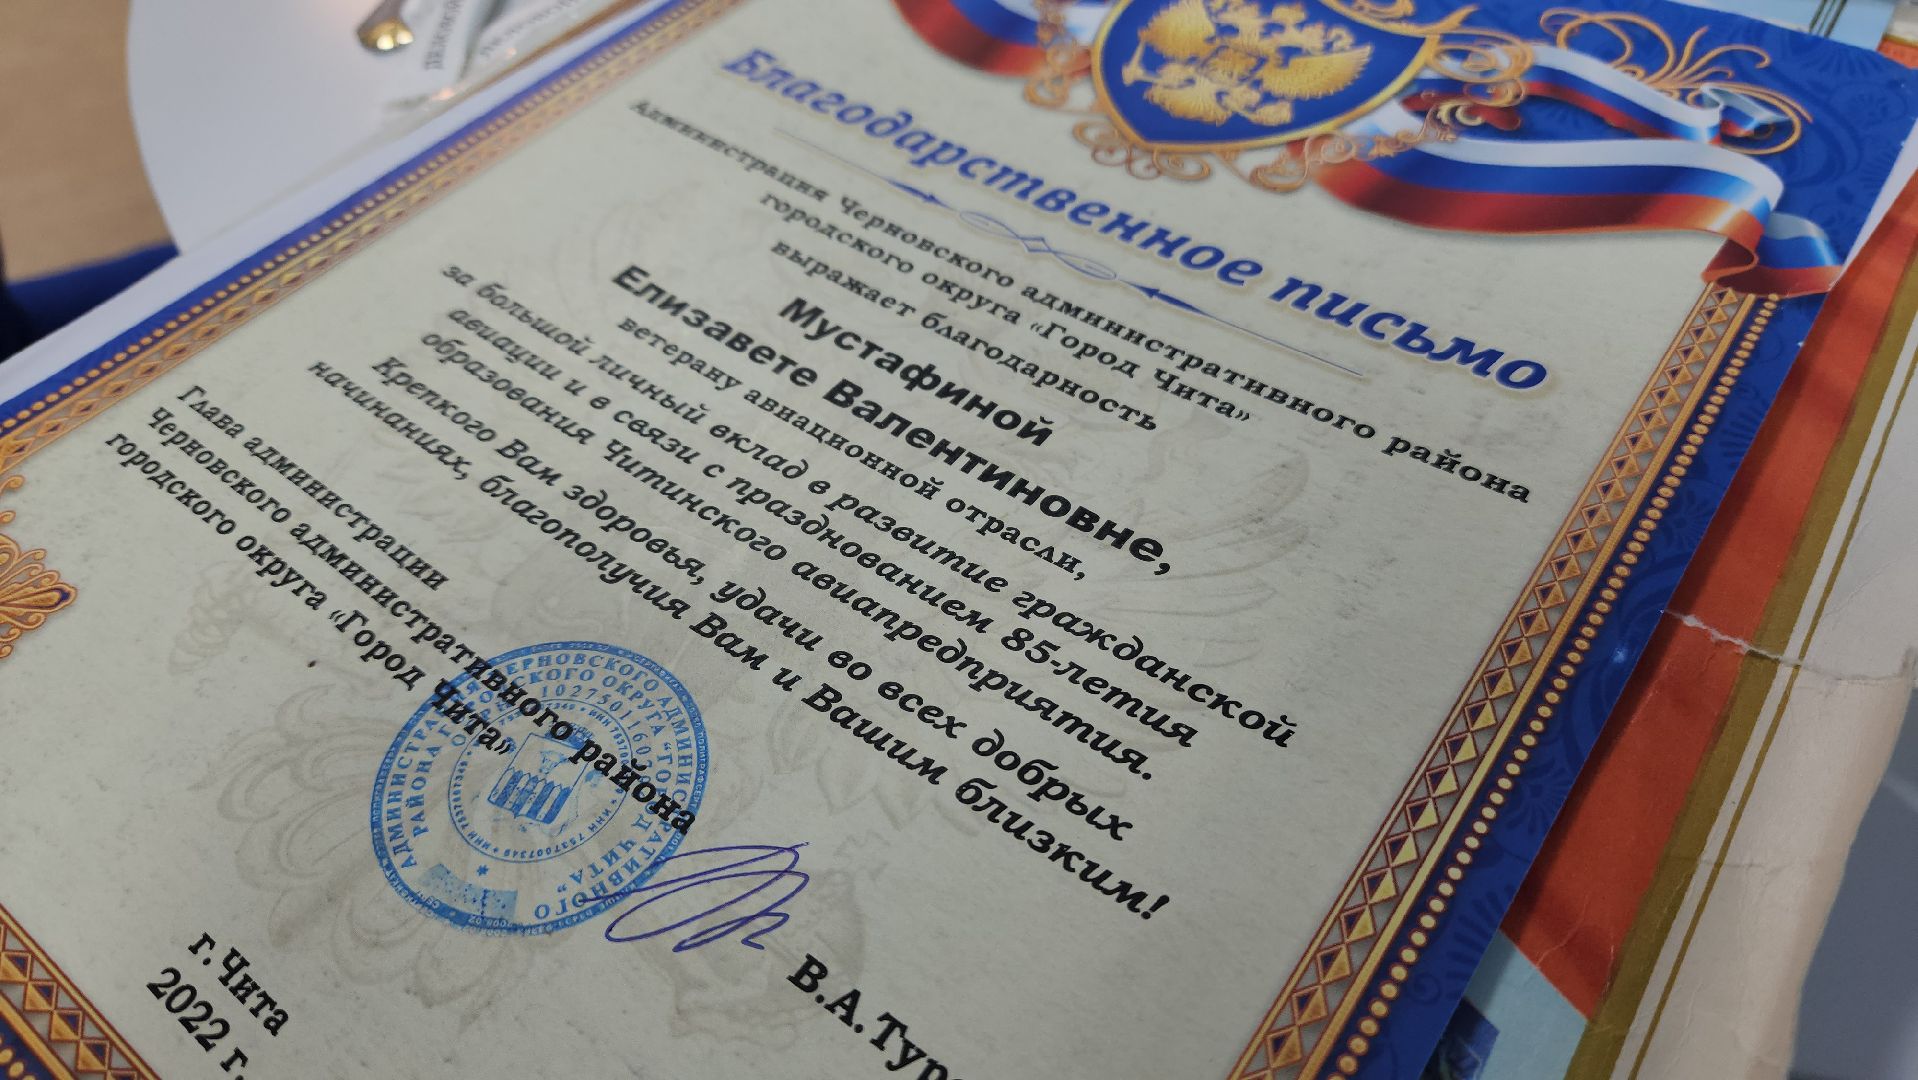 Благодарственное письмо
Администрация Черновского административного района
городского округа «Город Чита»
выражает благодарность
Мустафиной
Елизавете Валентиновне,
ветерану авиационной отрасли,
за большой личный вклад в развитие гражданской
авиации и в связи с празднованием 85-летия
образования Читинского авиапредприятия.
Крепкого Вам здоровья, удачи во всех добрых
начинаниях, благополучия Вам и Вашим близким!
Глава администрации
Черновского административного района
городского округа «Город Чита»
В.А.Тур
г. Чита
2022 г.